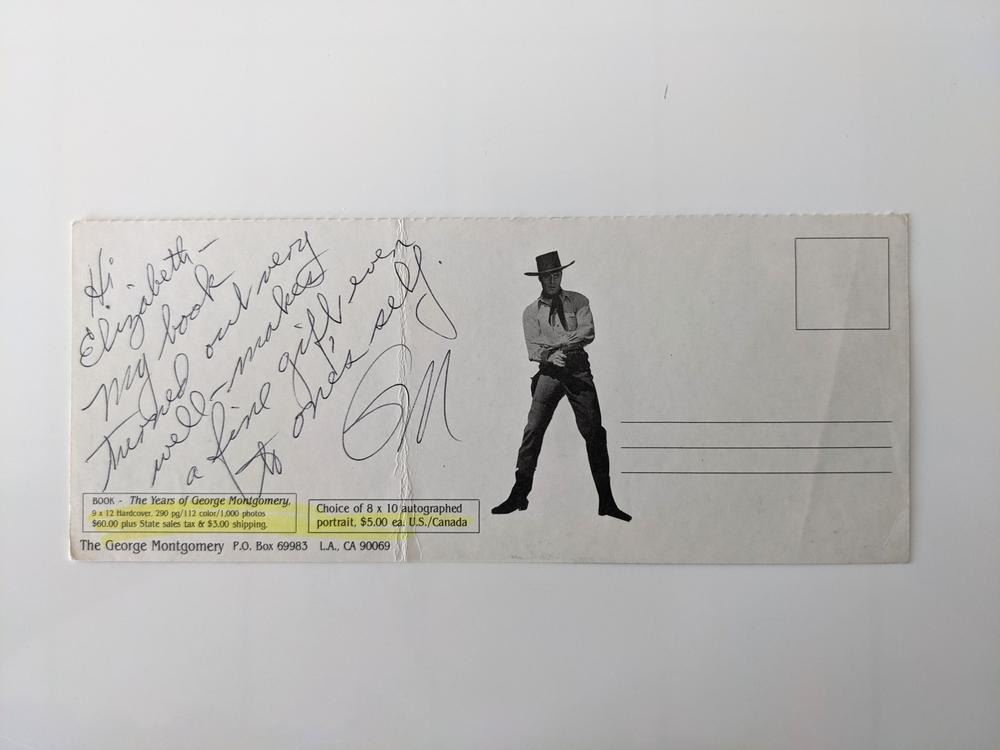 Hi
Elizabeth-
My book
turned out very
well-makes
a fine gift, even
to one's self.
GM
BOOK - The Years of George Montgomery,
9 x 12 Hardcover, 290 pg/112 color/1,000 photos
$60.00 plus State sales tax & $3.00 shipping.
Choice of 8 x 10 autographed
portrait, $5.00 ea. U.S./Canada
The George Montgomery P.O. Box 69983 L.A., CA 90069